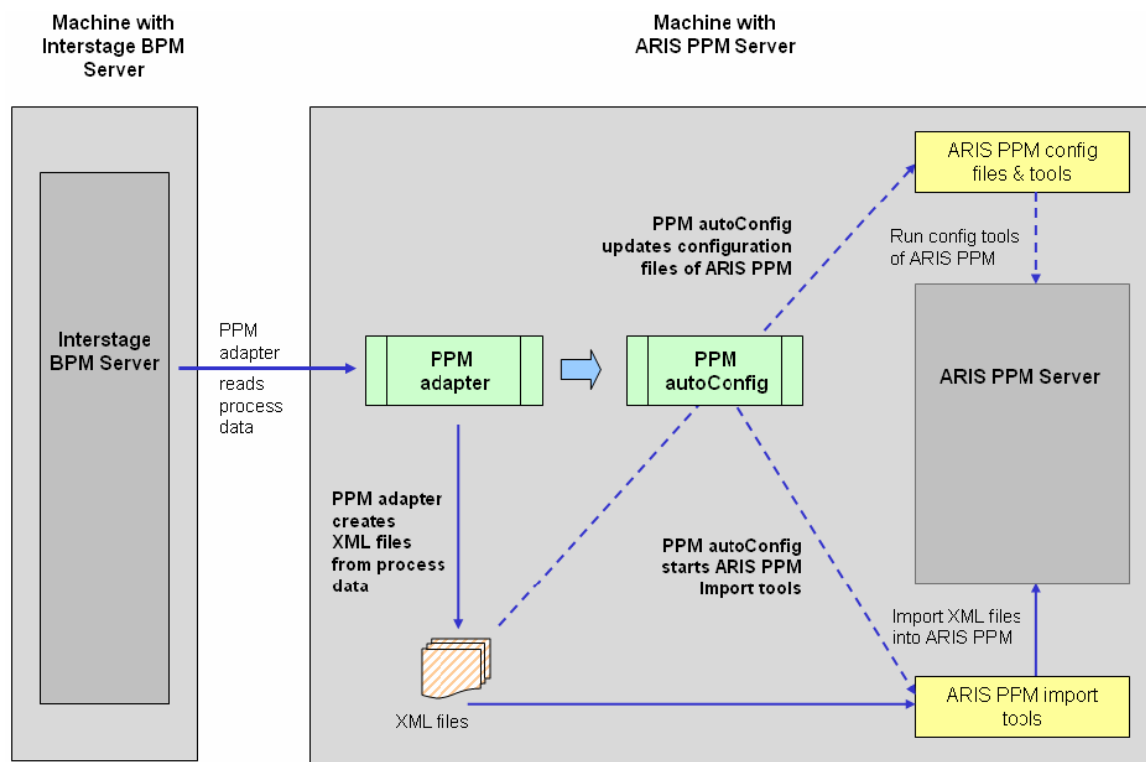 Machine with
Interstage BPM
Server
Machine with
ARIS PPM Server
ARIS PPM config
files & tools
PPM autoConfig
updates configuration
files of ARIS PPM
Run config tools
of ARIS PPM
Interstage
BPM Server
PPM
adapter
reads
process
data
PPM
adapter
PPM
autoConfig
ARIS PPM Server
PPM adapter
creates
XML files
from process
data
PPM autoConfig
starts ARIS PPM
Import tools
Import XML files
into ARIS PPM
XML files
ARIS PPM import
tools